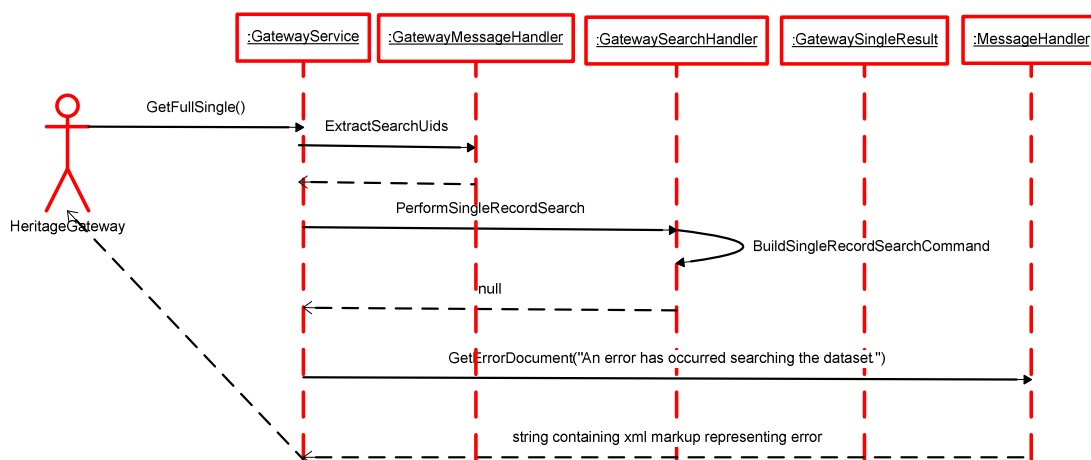 :GatewayService
:GatewayMessageHandler
:GatewaySearchHandler
:GatewaySingleResult
:MessageHandler
GetFullSingle()
ExtractSearchUids
PerformSingleRecordSearch
HeritageGateway
BuildSingleRecordSearchCommand
null
GetErrorDocument("An error has occurred searching the dataset.")
string containing xml markup representing error